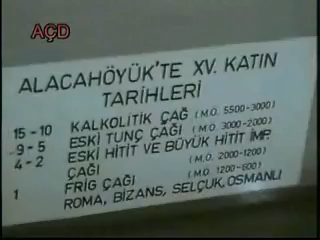 AÇD
ALACAHÖYÜK'TE XV. KATIN
TARİHLERİ
15-10 KALKOLİTİK ÇAĞ (M.Ö. 5500-3000)
9-5 ESKİ TUNÇ ÇAĞI (M.Ö. 3000-2000)
4-2 ESKİ HİTİT VE BÜYÜK HİTİT İMP.
ÇAĞI (M.Ö. 2000-1200)
1 FRİG ÇAĞI (M.Ö. 1200-600)
ROMA, BİZANS, SELÇUK, OSMANLI